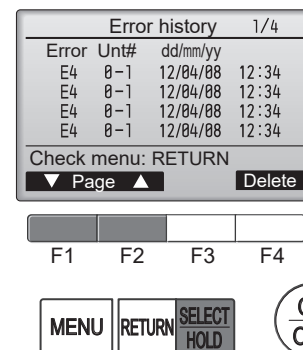 Error history 1/4
Error Unt# dd/mm/yy
E4 0-1 12/04/08 12:34
E4 0-1 12/04/08 12:34
E4 0-1 12/04/08 12:34
E4 0-1 12/04/08 12:34
Check menu: RETURN
▼ Page ▲ Delete
F1 F2 F3 F4
MENU RETURN SELECT
HOLD